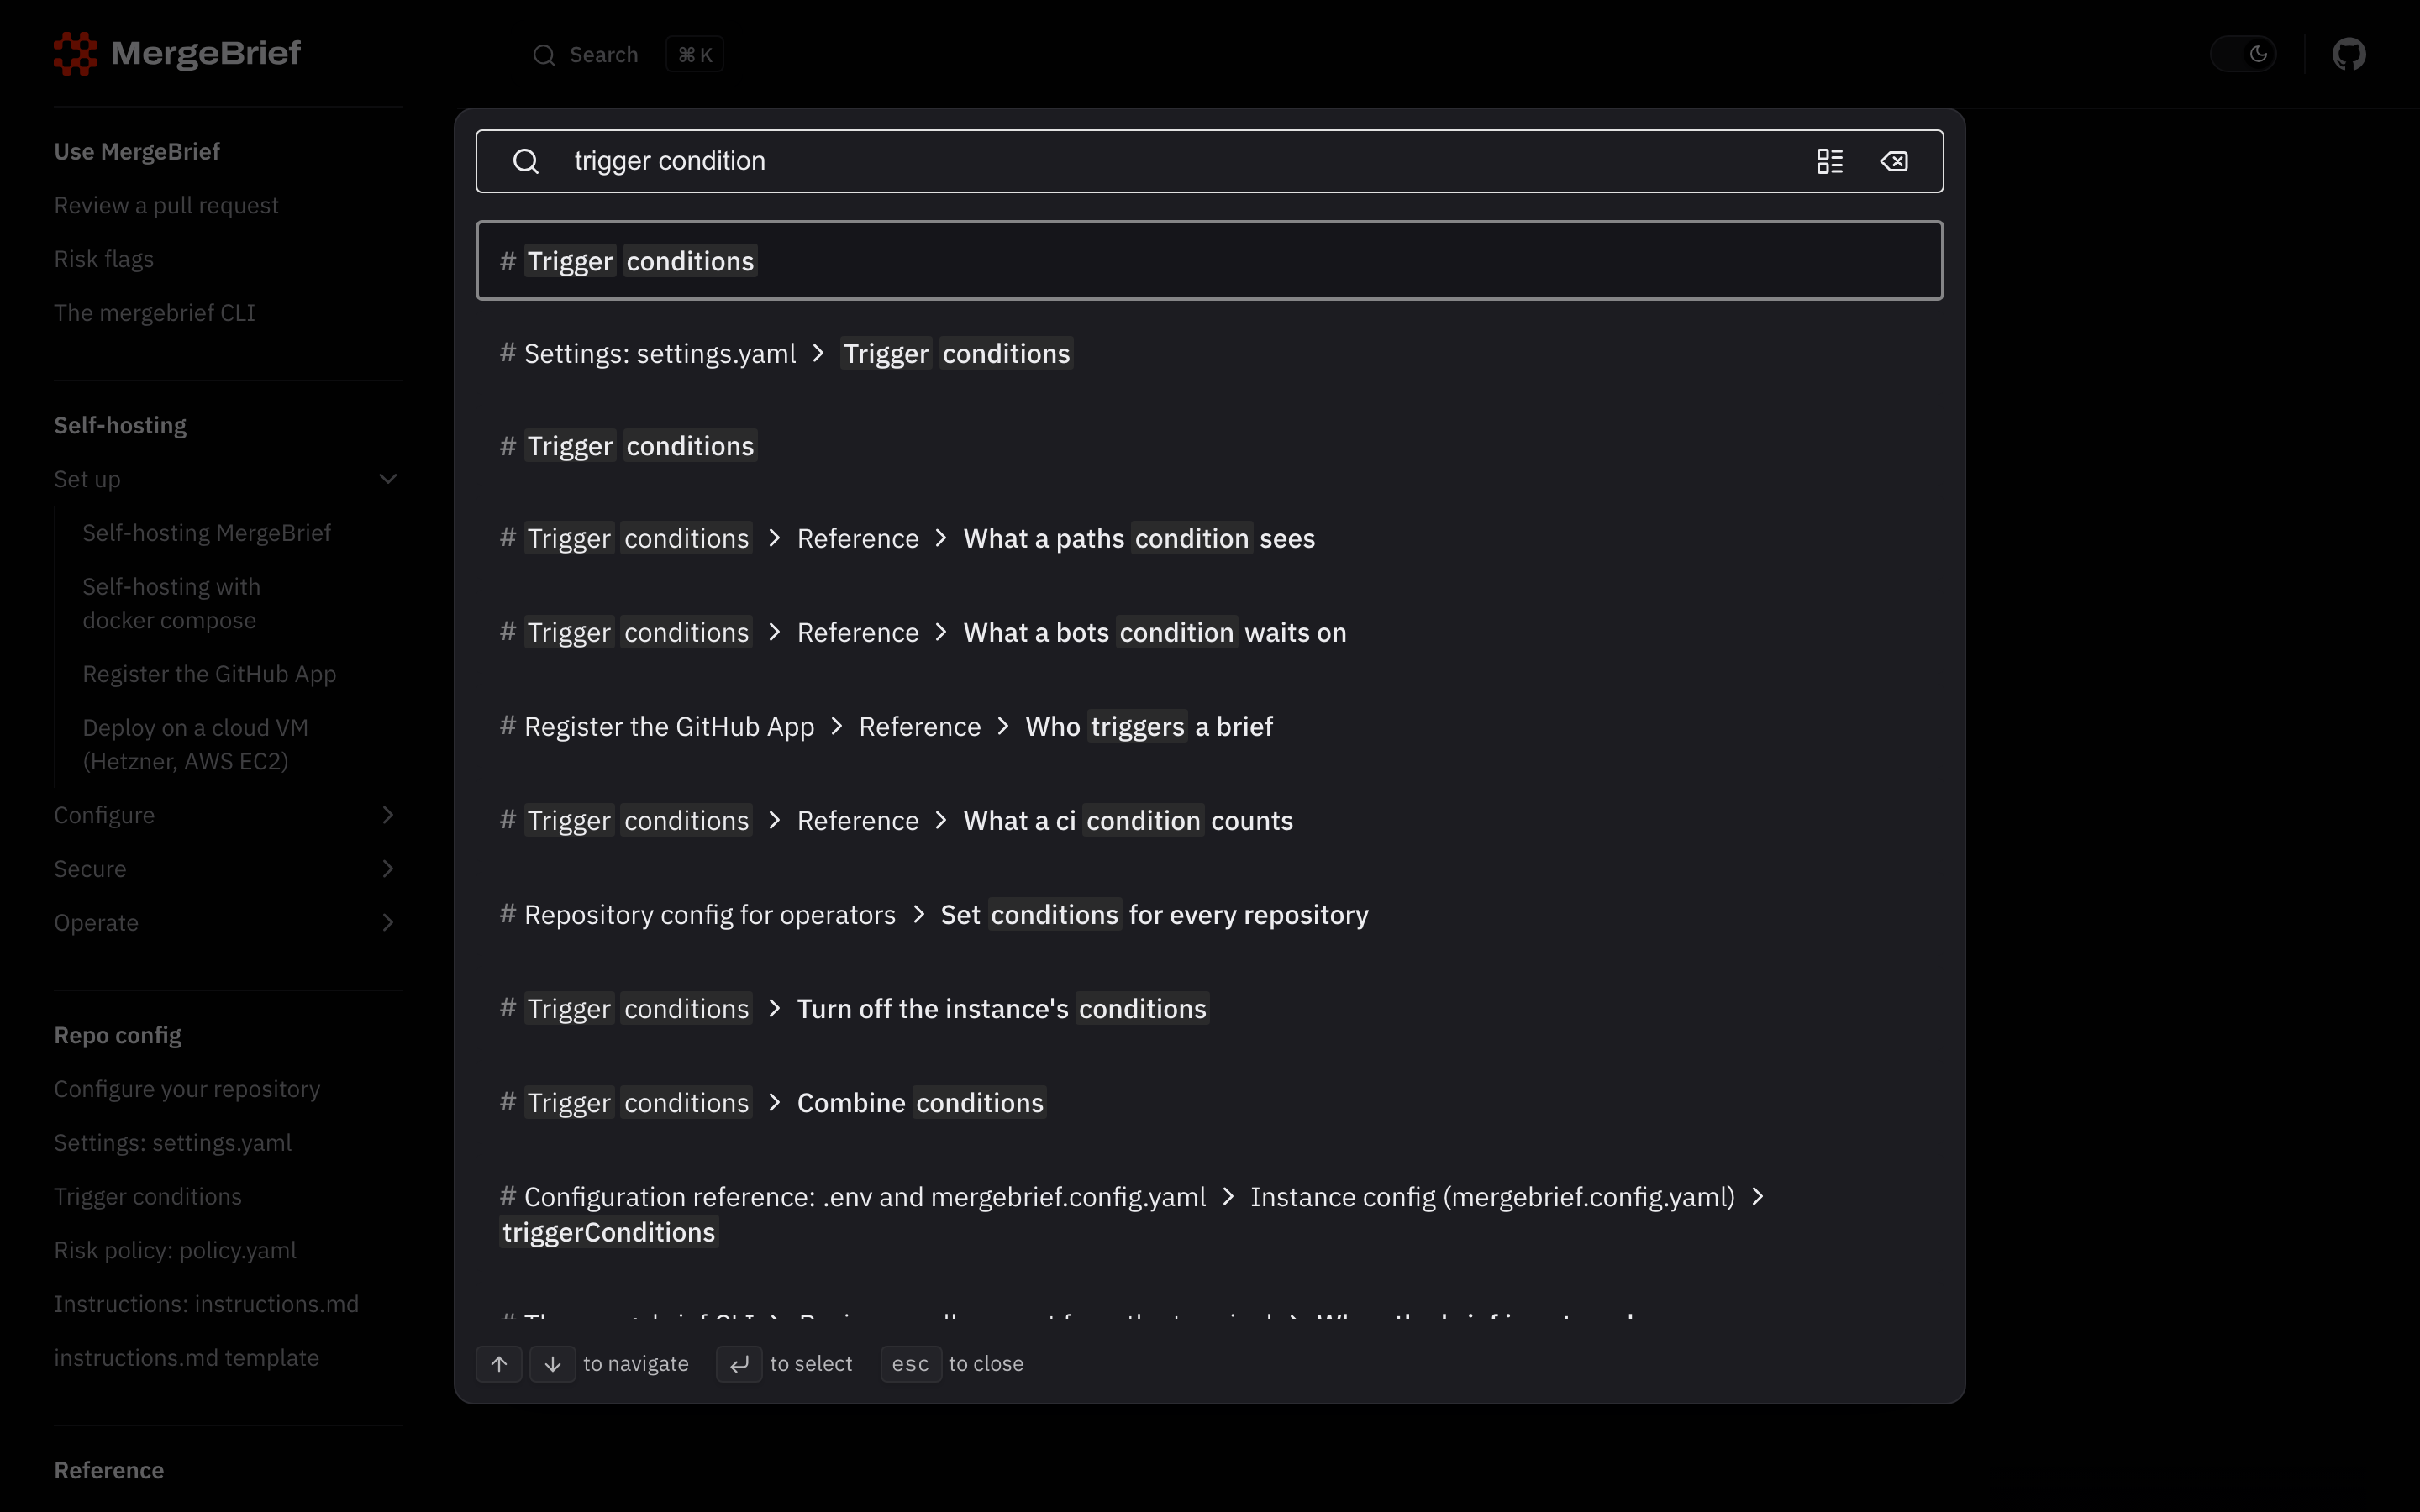 MergeBrief
Search ⌘ K
Use MergeBrief
Review a pull request
Risk flags
The mergebrief CLI
Self-hosting
Set up
Self-hosting MergeBrief
Self-hosting with
docker compose
Register the GitHub App
Deploy on a cloud VM
(Hetzner, AWS EC2)
Configure
Secure
Operate
Repo config
Configure your repository
Settings: settings.yaml
Trigger conditions
Risk policy: policy.yaml
Instructions: instructions.md
instructions.md template
Reference
trigger condition
# Trigger conditions
# Settings: settings.yaml > Trigger conditions
# Trigger conditions
# Trigger conditions > Reference > What a paths condition sees
# Trigger conditions > Reference > What a bots condition waits on
# Register the GitHub App > Reference > Who triggers a brief
# Trigger conditions > Reference > What a ci condition counts
# Repository config for operators > Set conditions for every repository
# Trigger conditions > Turn off the instance's conditions
# Trigger conditions > Combine conditions
# Configuration reference: .env and mergebrief.config.yaml > Instance config (mergebrief.config.yaml) >
triggerConditions
↑ ↓ to navigate ↵ to select esc to close